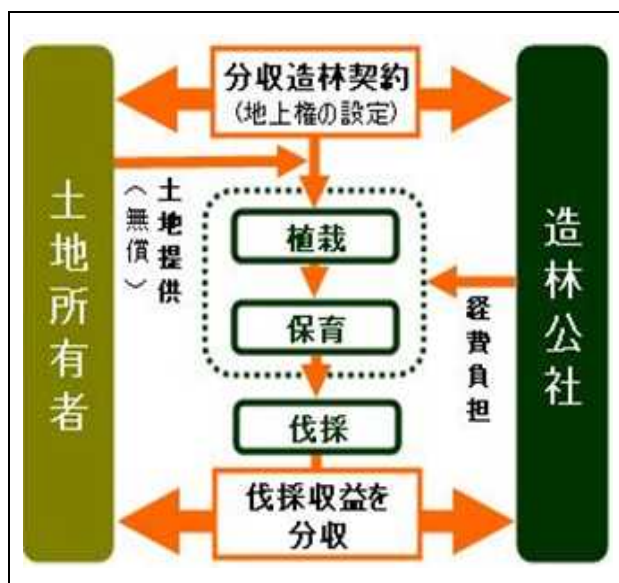 分収造林契約
(地上権の設定)
土地所有者
土地提供
〈無償〉
植栽
保育
造林公社
経費負担
伐採
伐採収益を
分収